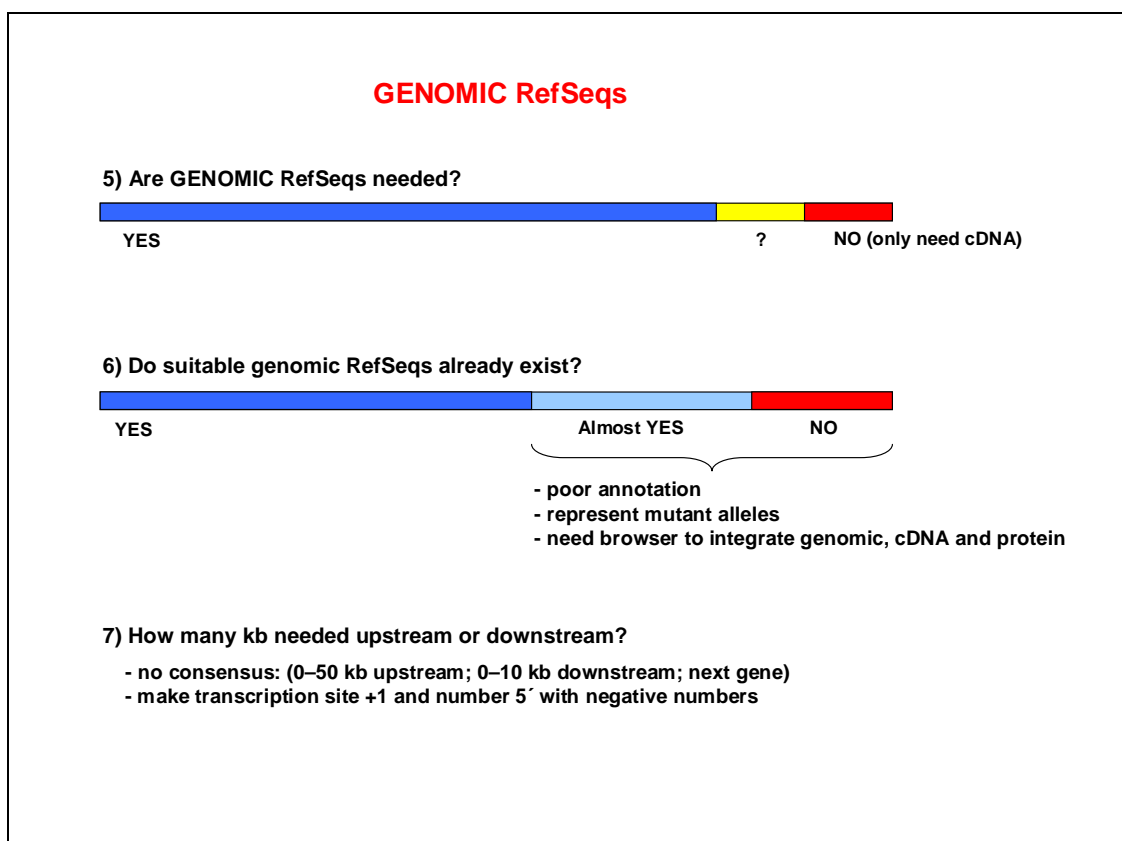 GENOMIC RefSeqs
5) Are GENOMIC RefSeqs needed?
YES ? NO (only need cDNA)
6) Do suitable genomic RefSeqs already exist?
YES Almost YES NO
- poor annotation
- represent mutant alleles
- need browser to integrate genomic, cDNA and protein
7) How many kb needed upstream or downstream?
- no consensus: (0–50 kb upstream; 0–10 kb downstream; next gene)
- make transcription site +1 and number 5´ with negative numbers